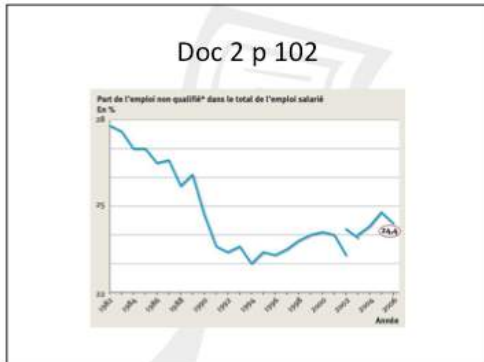 Doc 2 p 102
Part de l'emploi non qualifié* dans le total de l'emploi salarié
En %
28
25
24,4
22
1982 1984 1986 1988 1990 1992 1994 1996 1998 2000 2002 2004 2006
Année